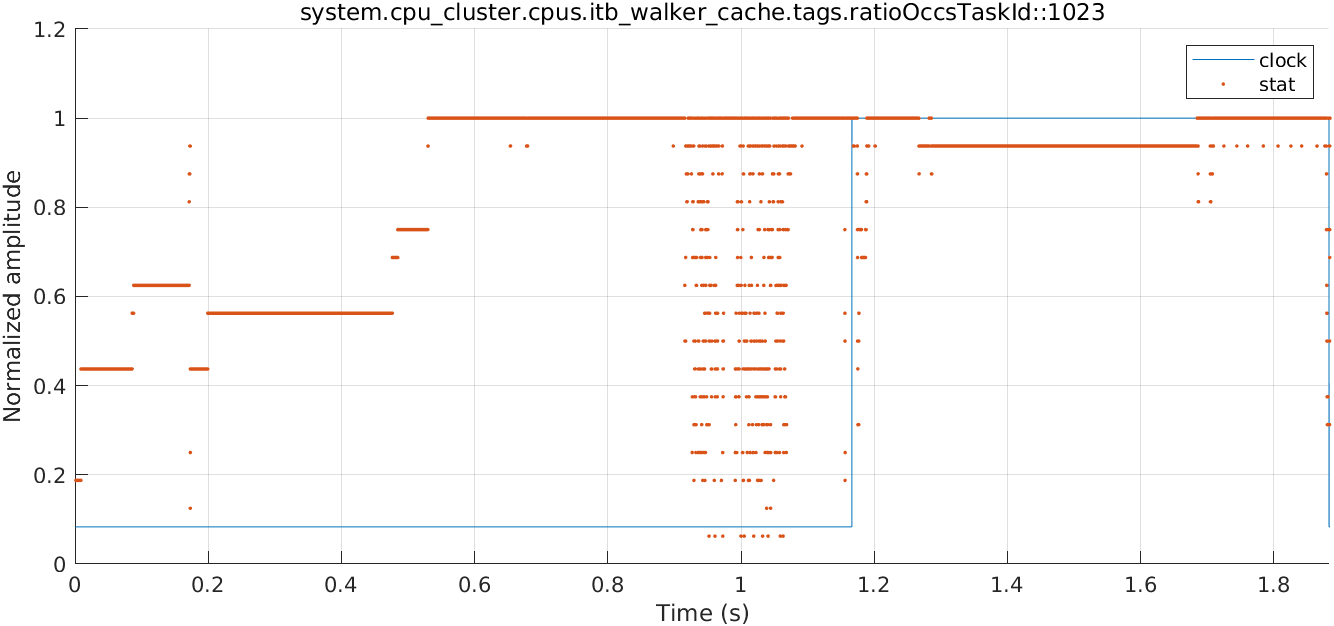 system.cpu_cluster.cpus.itb_walker_cache.tags.ratioOccsTaskId::1023
clock
stat
Normalized amplitude
1.2
1
0.8
0.6
0.4
0.2
0
0 0.2 0.4 0.6 0.8 1 1.2 1.4 1.6 1.8
Time (s)